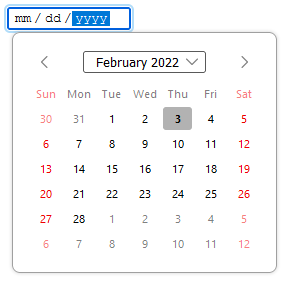 mm / dd / yyyy
February 2022
Sun Mon Tue Wed Thu Fri Sat
30 31 1 2 3 4 5
6 7 8 9 10 11 12
13 14 15 16 17 18 19
20 21 22 23 24 25 26
27 28 1 2 3 4 5
6 7 8 9 10 11 12